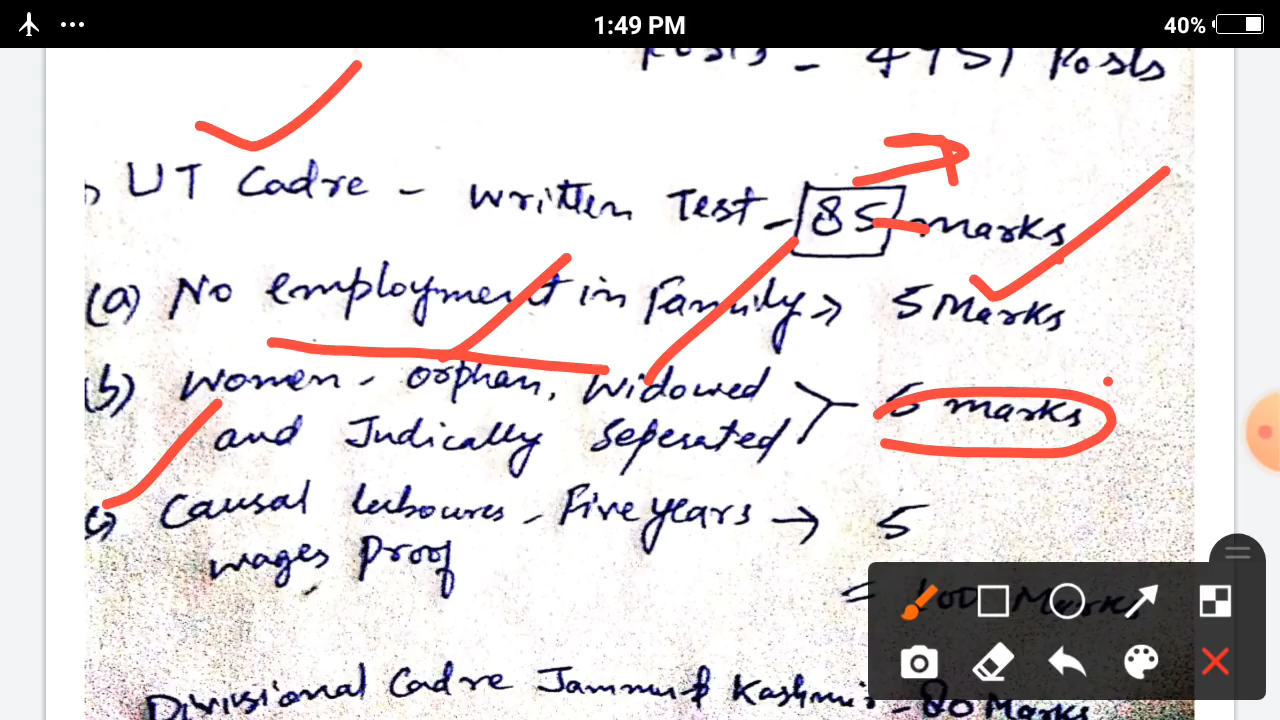 1:49 PM
40%
Posts - 4 Posts
UT Cadre - Written Test - 85 marks
(a) No employment in Family > 5 Marks
(b) Women - orphan, Widowed
and Judically Seperated
5 marks
c) Causal laboures - Five years → 5
wages Proof
= 100 Marks
Divisional Cadre Jammu & Kashmir - 80 Marks